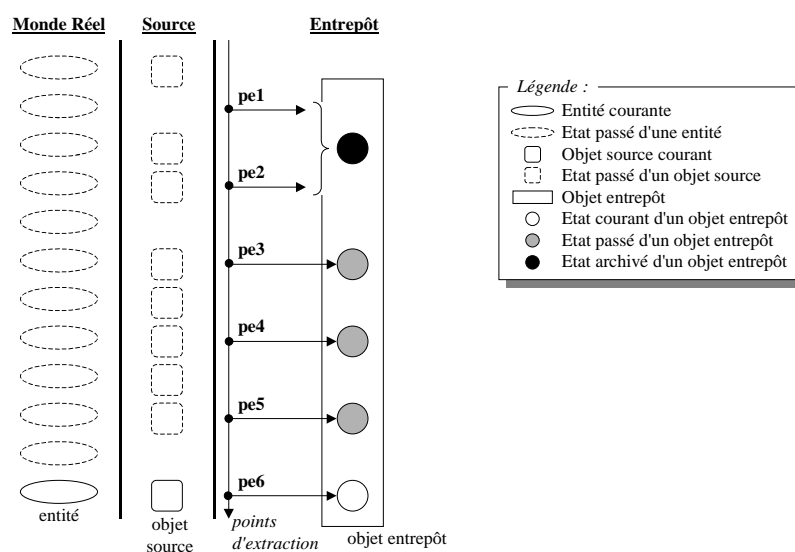 Monde Réel
Source
Entrepôt
pe1
pe2
pe3
pe4
pe5
pe6
entité
objet
source
points
d'extraction
objet entrepôt
Légende :
Entité courante
Etat passé d'une entité
Objet source courant
Etat passé d'un objet source
Objet entrepôt
Etat courant d'un objet entrepôt
Etat passé d'un objet entrepôt
Etat archivé d'un objet entrepôt